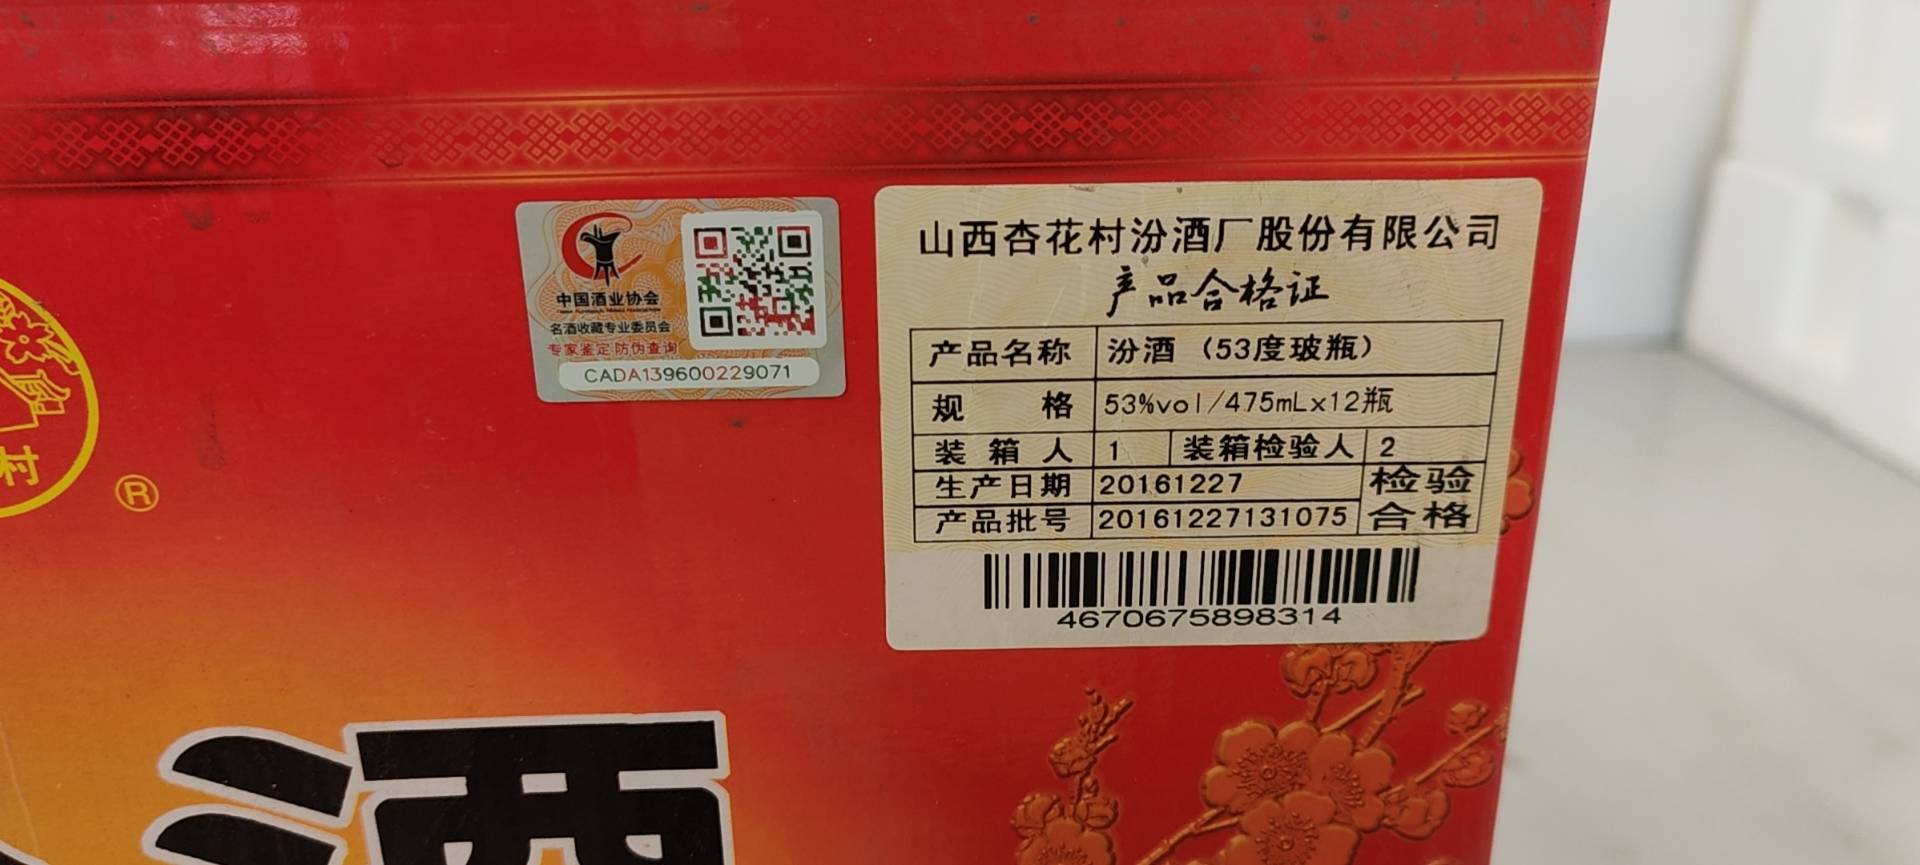 村
®
中国酒业协会
名酒收藏专业委员会
专家鉴定 防伪查询
CADA139600229071
山西杏花村汾酒厂股份有限公司
产品合格证
产品名称 汾酒（53度玻瓶）
规 格 53%vol/475mLx12瓶
装箱人 1 装箱检验人 2
生产日期 20161227 检验
产品批号 20161227131075 合格
4670675898314
酒